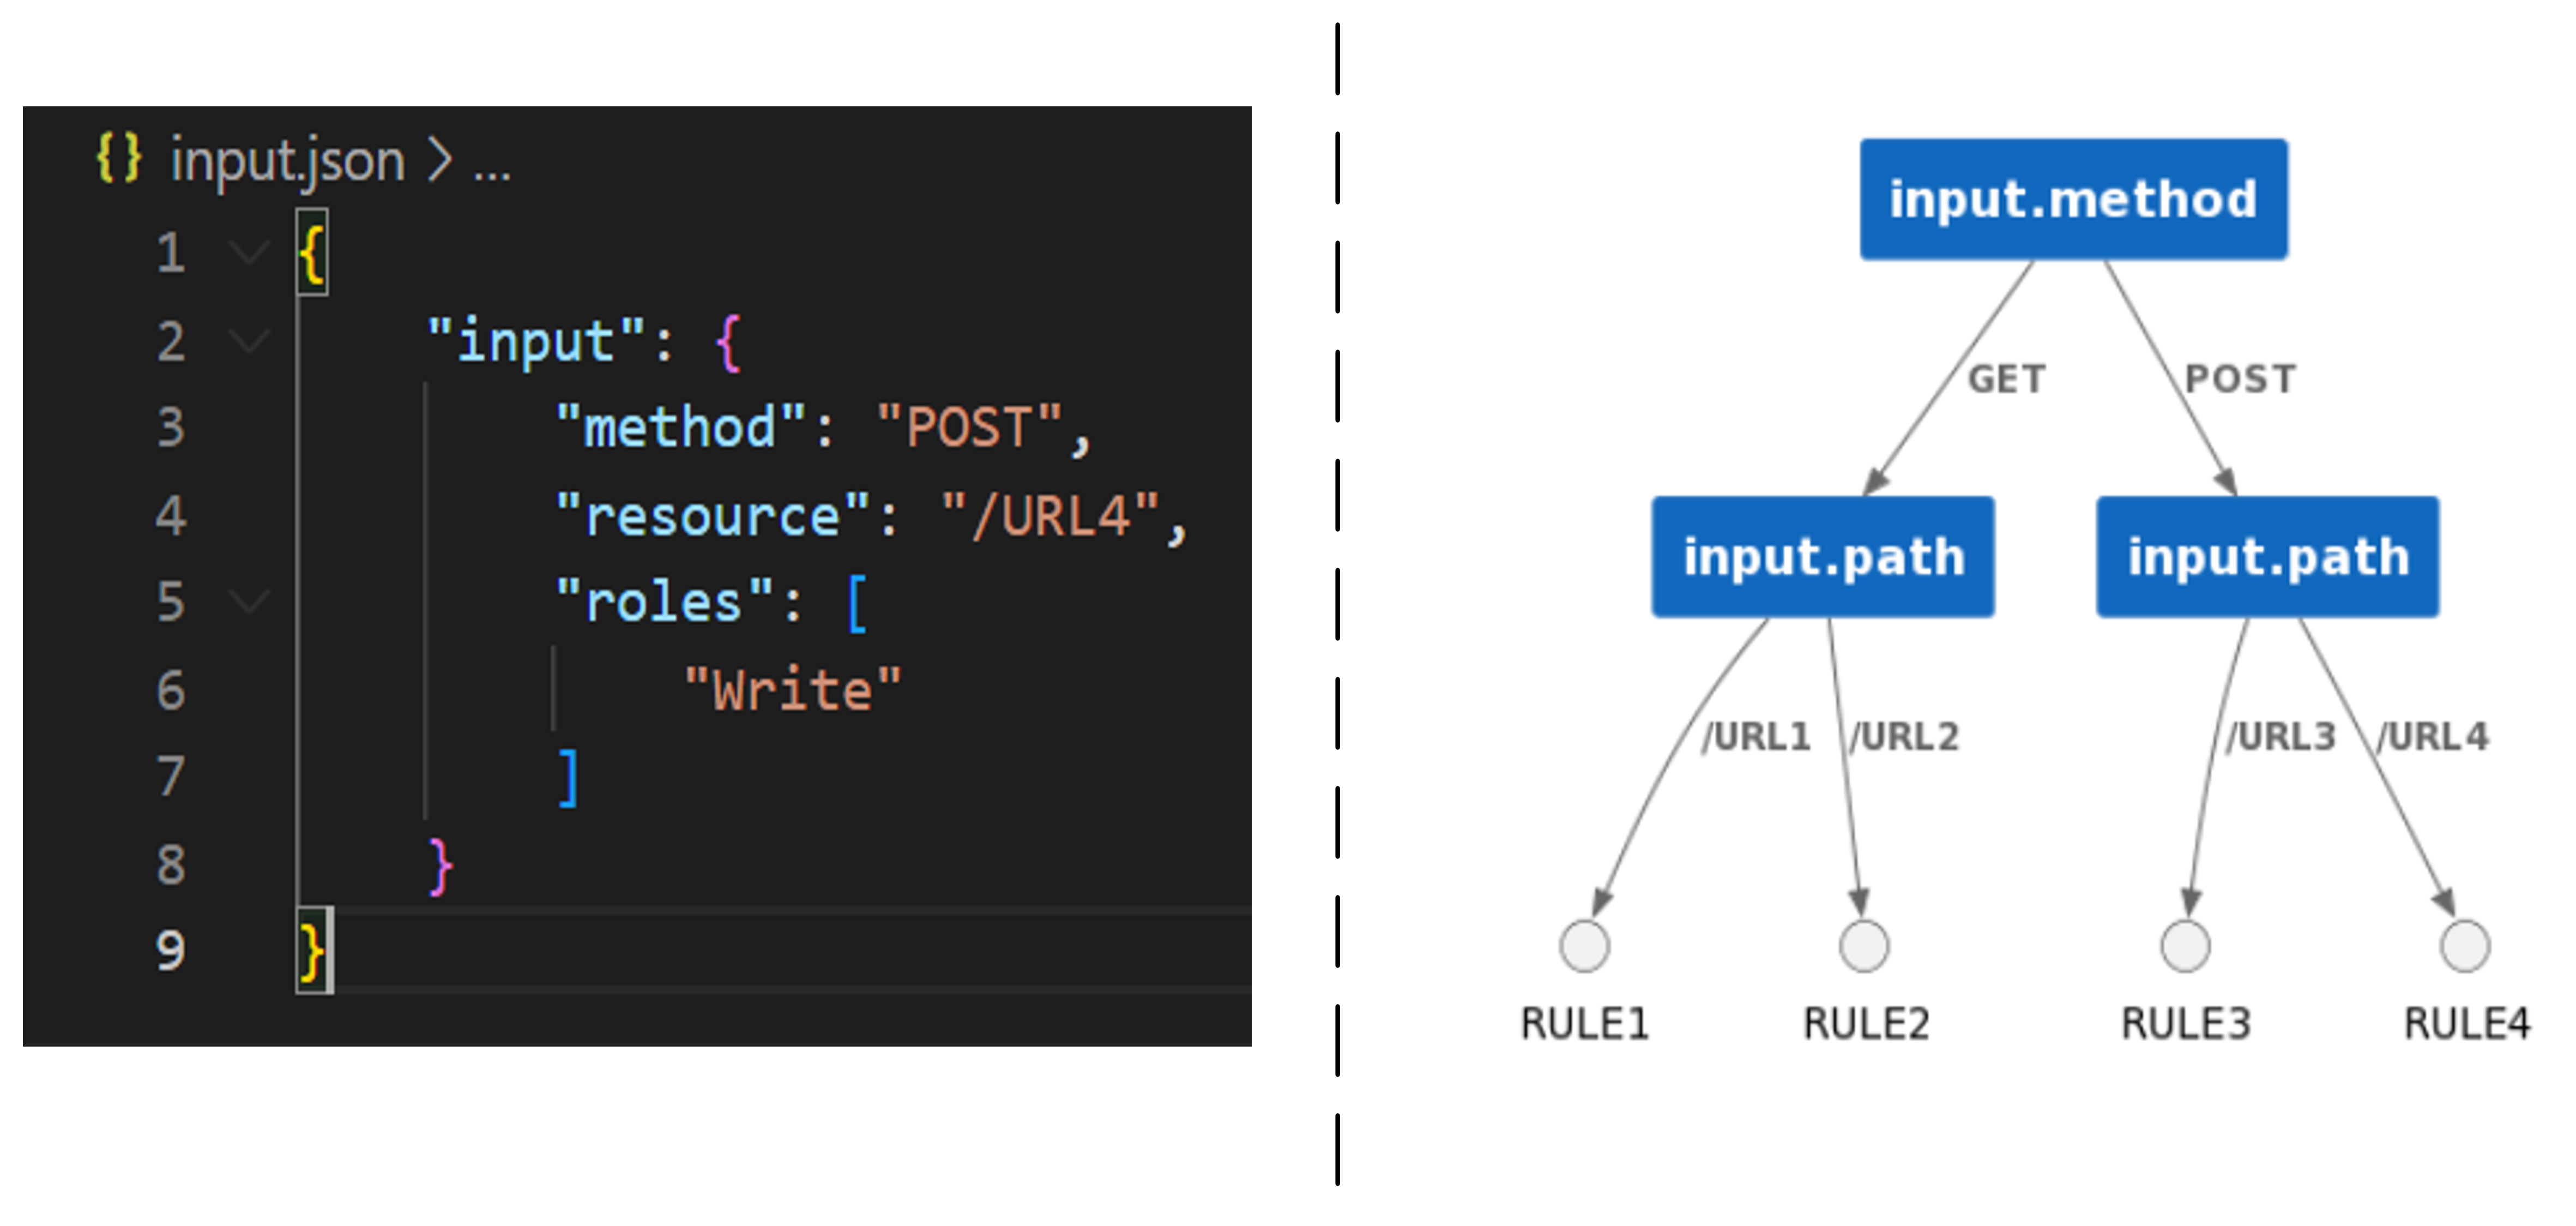 {} input.json > ...
1 {
2 "input": {
3 "method": "POST",
4 "resource": "/URL4",
5 "roles": [
6 "Write"
7 ]
8 }
9 }
input.method
GET POST
input.path input.path
/URL1 /URL2 /URL3 /URL4
RULE1 RULE2 RULE3 RULE4